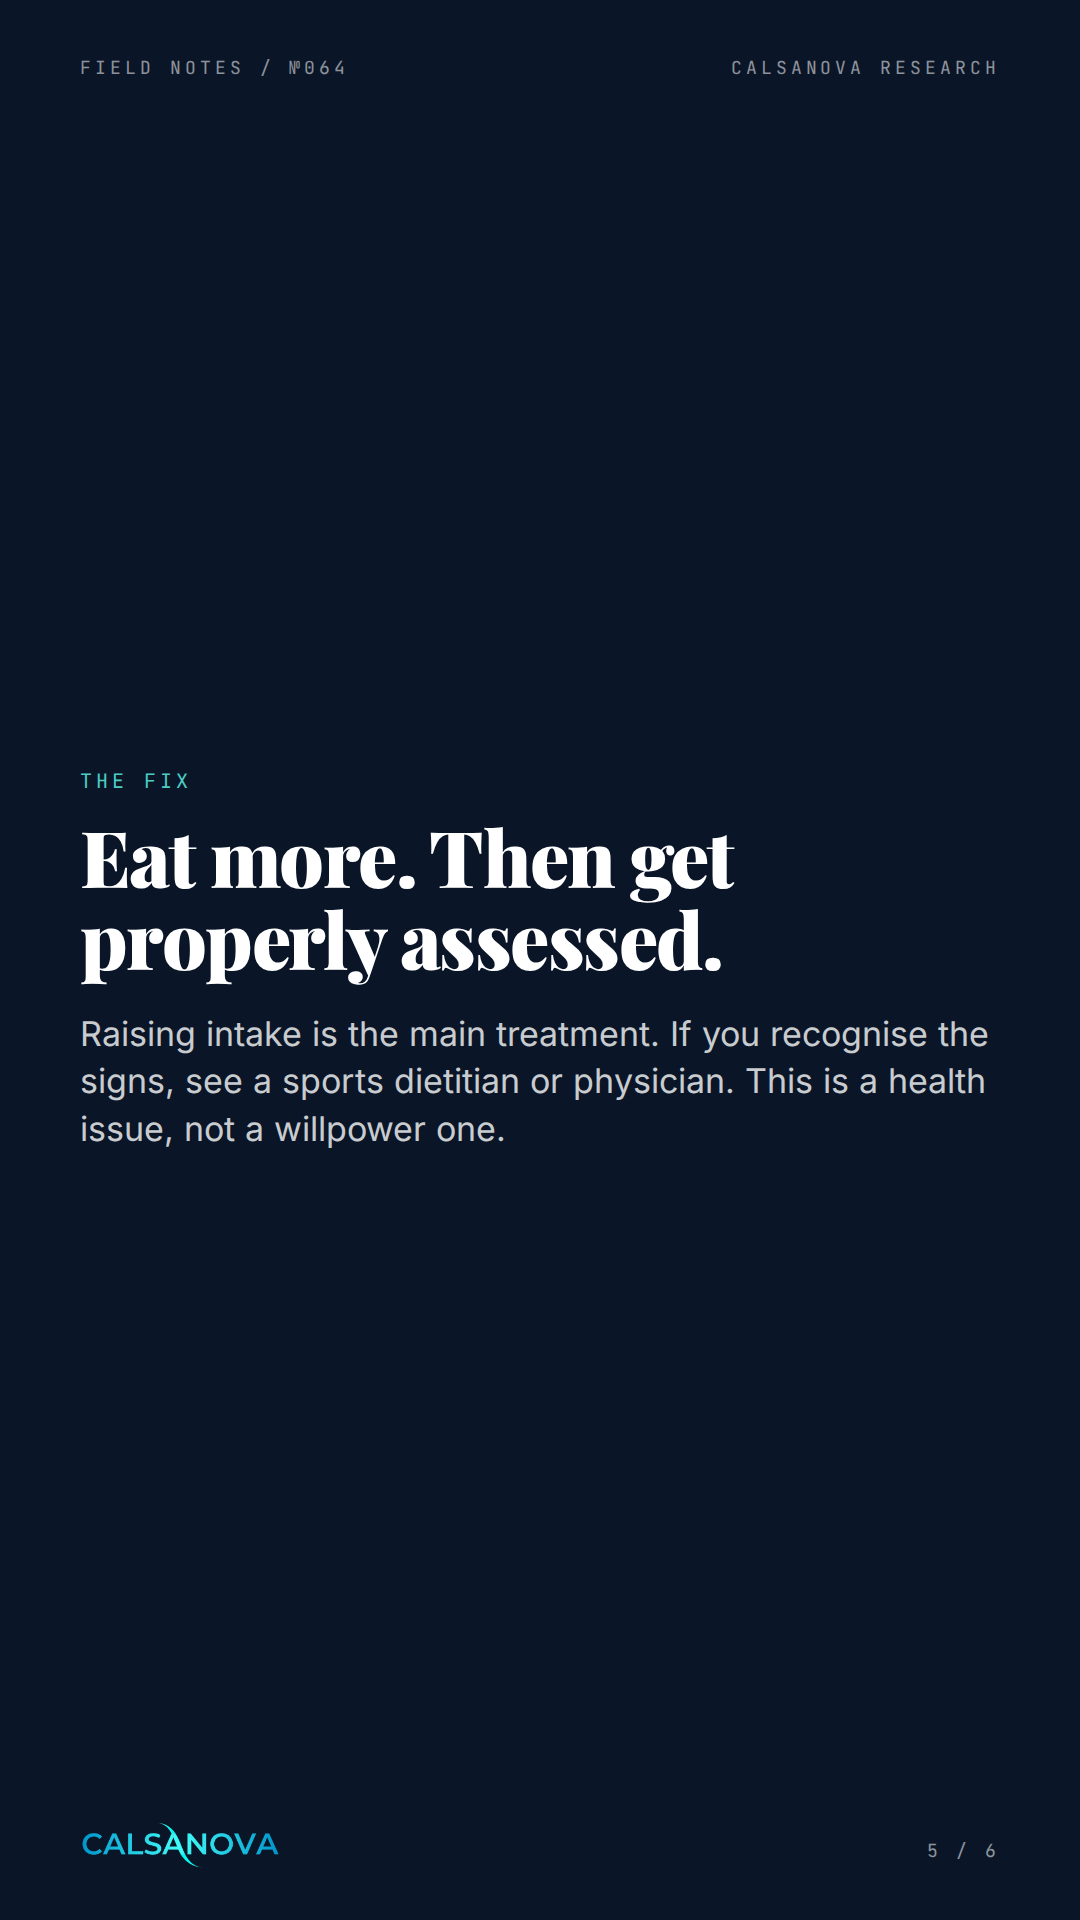 FIELD NOTES / №064
CALSANOVA RESEARCH
THE FIX
Eat more. Then get
properly assessed.
Raising intake is the main treatment. If you recognise the
signs, see a sports dietitian or physician. This is a health
issue, not a willpower one.
CALSANOVA
5 / 6